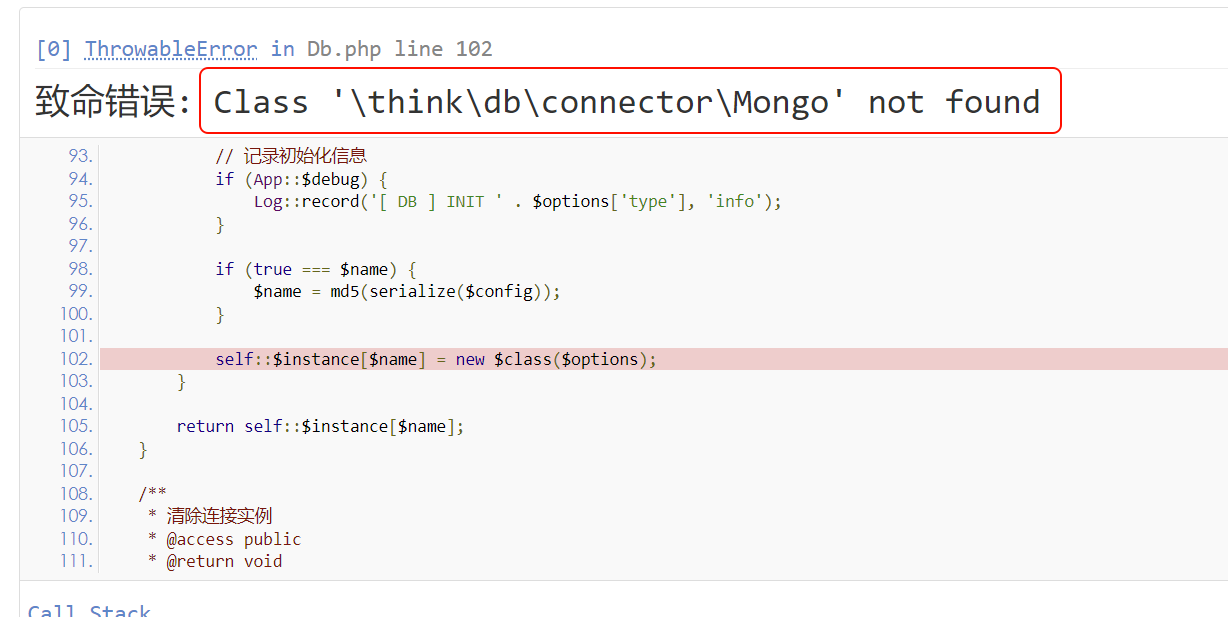 [0] ThrowableError in Db.php line 102
致命错误: Class '\think\db\connector\Mongo' not found
93. // 记录初始化信息
94. if (App::$debug) {
95. Log::record('[ DB ] INIT ' . $options['type'], 'info');
96. }
97.
98. if (true === $name) {
99. $name = md5(serialize($config));
100. }
101.
102. self::$instance[$name] = new $class($options);
103. }
104.
105. return self::$instance[$name];
106. }
107.
108. /**
109. * 清除连接实例
110. * @access public
111. * @return void
Call Stack